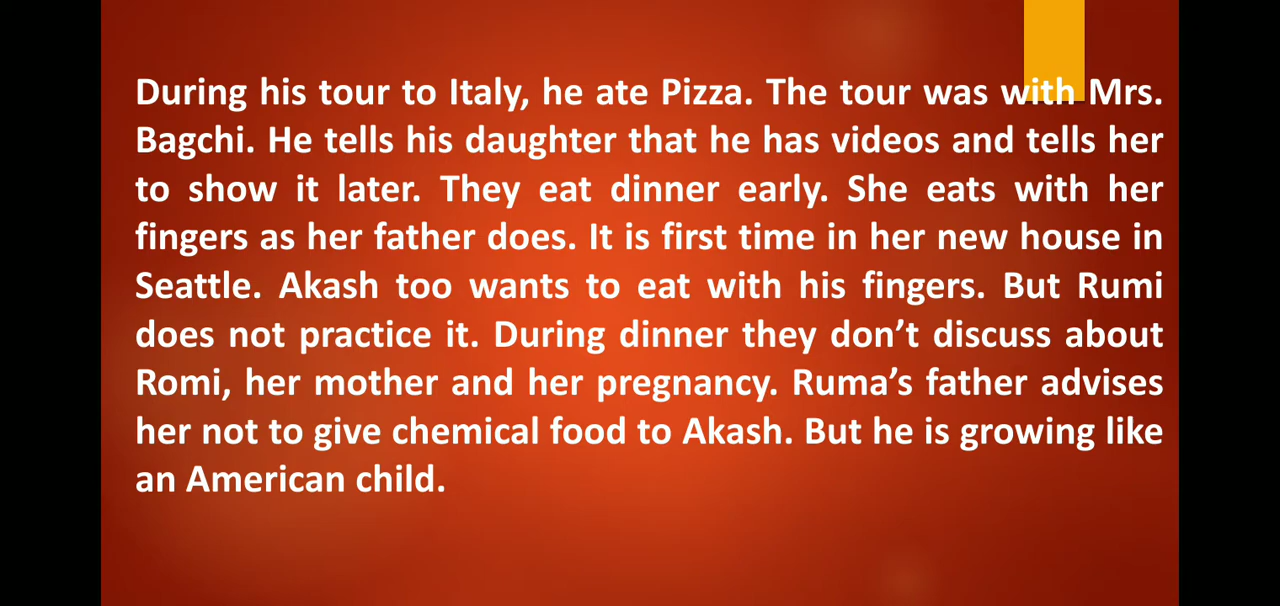 During his tour to Italy, he ate Pizza. The tour was with Mrs.
Bagchi. He tells his daughter that he has videos and tells her
to show it later. They eat dinner early. She eats with her
fingers as her father does. It is first time in her new house in
Seattle. Akash too wants to eat with his fingers. But Rumi
does not practice it. During dinner they don’t discuss about
Romi, her mother and her pregnancy. Ruma’s father advises
her not to give chemical food to Akash. But he is growing like
an American child.